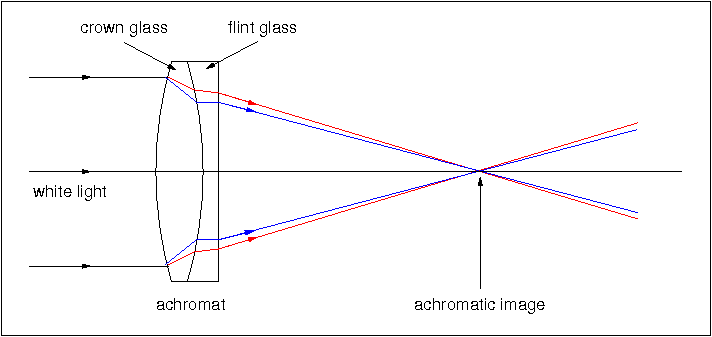 crown glass
flint glass
white light
achromat
achromatic image